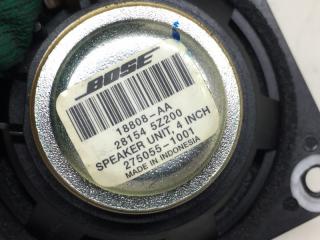 BOSE
18808-AA
28154 5Z200
SPEAKER UNIT, 4 INCH
275055-1001
MADE IN INDONESIA